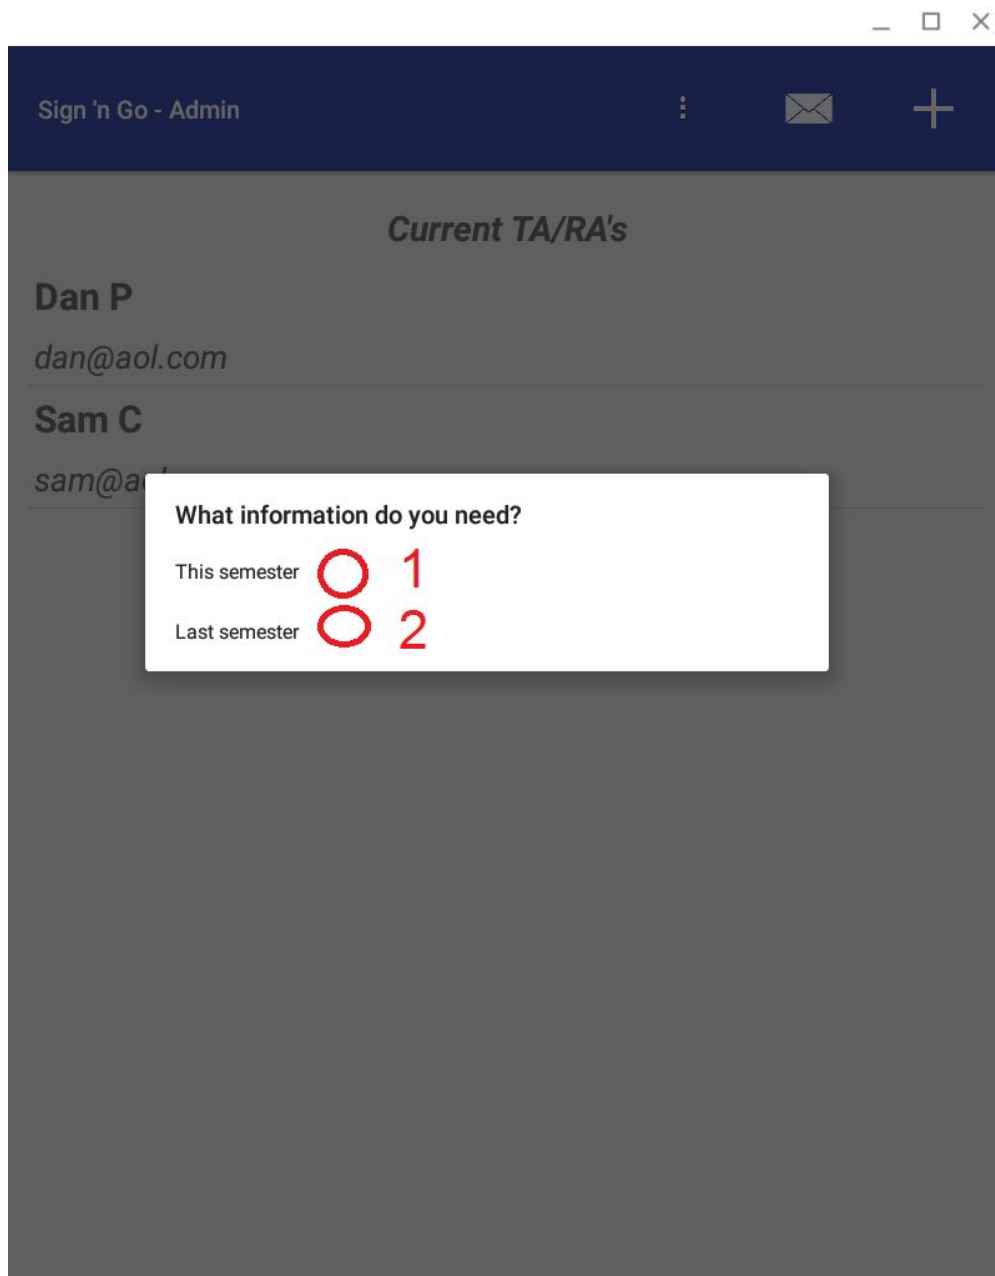 Sign 'n Go - Admin
Current TA/RA's
Dan P
dan@aol.com
Sam C
What information do you need?
This semester 1
Last semester 2